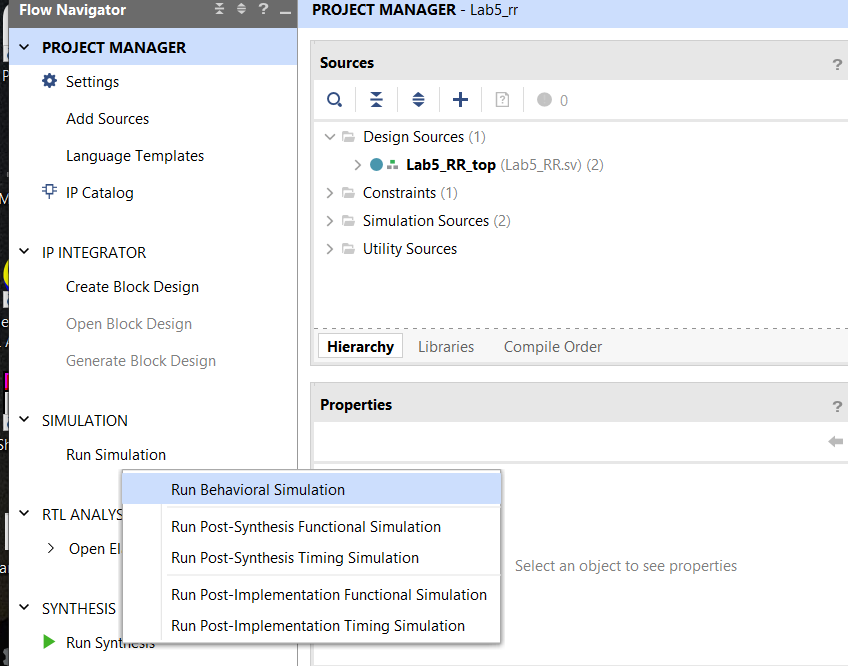 Flow Navigator
PROJECT MANAGER
Settings
Add Sources
Language Templates
IP Catalog
IP INTEGRATOR
Create Block Design
Open Block Design
Generate Block Design
SIMULATION
Run Simulation
RTL ANALYS
Open El
SYNTHESIS
Run Synthesis
Run Behavioral Simulation
Run Post-Synthesis Functional Simulation
Run Post-Synthesis Timing Simulation
Run Post-Implementation Functional Simulation
Run Post-Implementation Timing Simulation
PROJECT MANAGER - Lab5_rr
Sources
0
Design Sources (1)
Lab5_RR_top (Lab5_RR.sv) (2)
Constraints (1)
Simulation Sources (2)
Utility Sources
Hierarchy Libraries Compile Order
Properties
Select an object to see properties